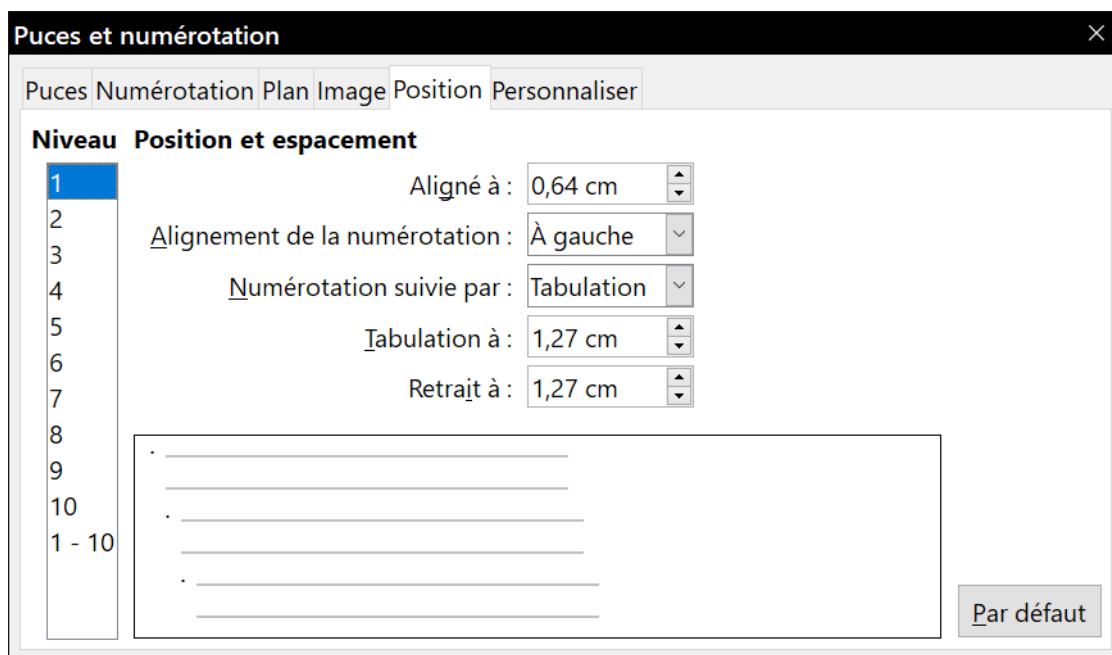 Puces et numérotation
Puces Numérotation Plan Image Position Personnaliser
Niveau Position et espacement
1
2
3
4
5
6
7
8
9
10
1 - 10
Aligné à : 0,64 cm
Alignement de la numérotation : À gauche
Numérotation suivie par : Tabulation
Tabulation à : 1,27 cm
Retrait à : 1,27 cm
Par défaut